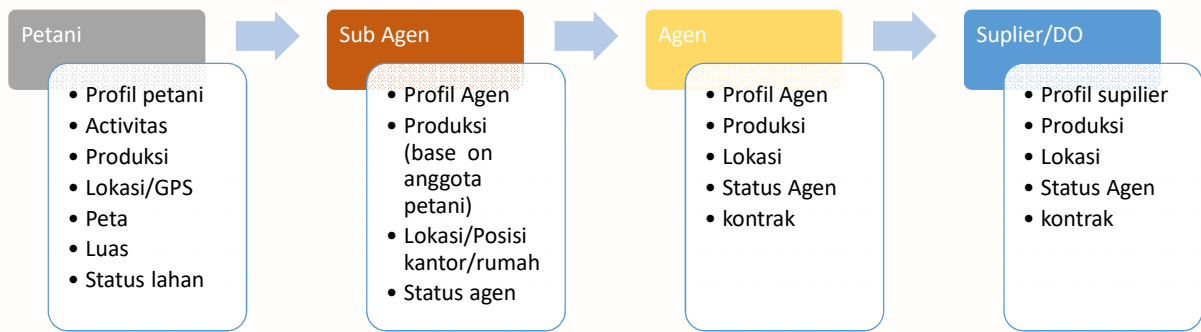 Petani
• Profil petani
• Activitas
• Produksi
• Lokasi/GPS
• Peta
• Luas
• Status lahan
Sub Agen
• Profil Agen
• Produksi
(base on
anggota
petani)
• Lokasi/Posisi
kantor/rumah
• Status agen
Agen
• Profil Agen
• Produksi
• Lokasi
• Status Agen
• kontrak
Suplier/DO
• Profil supilier
• Produksi
• Lokasi
• Status Agen
• kontrak